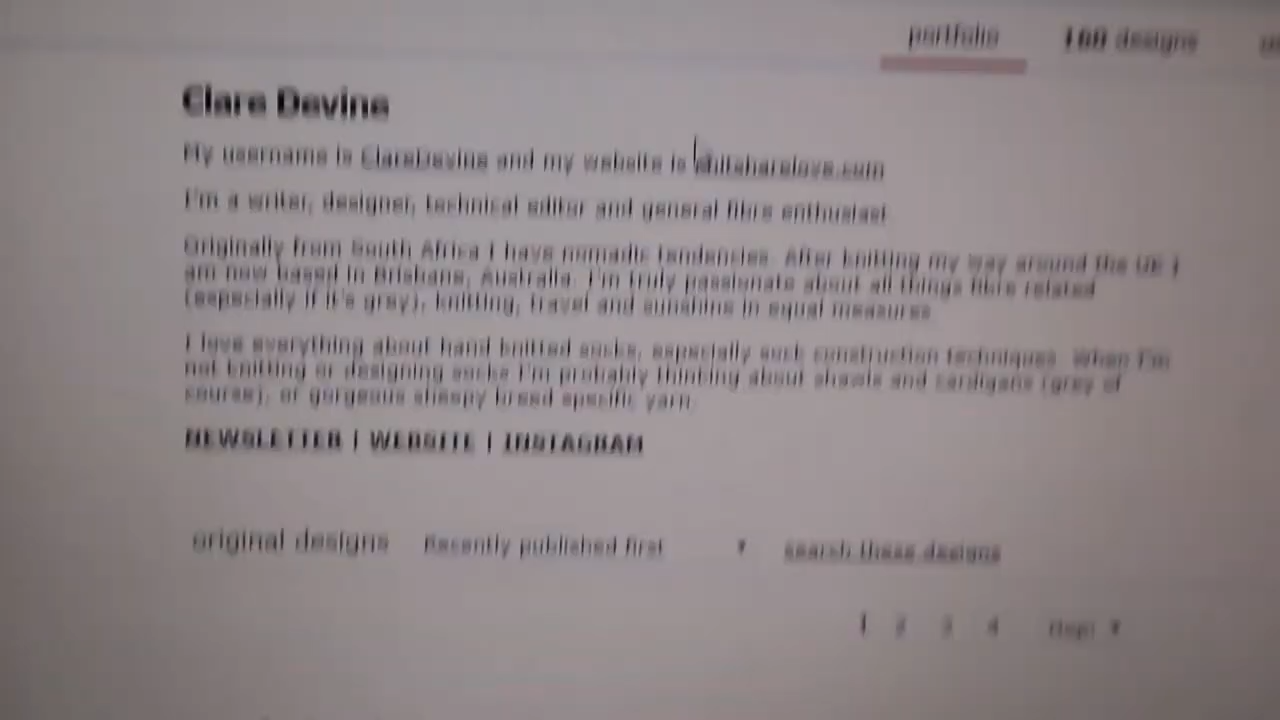 portfolio 160 designs
Clare Devine
My username is ClareDevine and my website is knitsharelove.com
I'm a writer, designer, technical editor and general fibre enthusiast
Originally from South Africa I have nomadic tendencies. After knitting my way around the UK I
am now based in Brisbane, Australia. I'm truly passionate about all things fibre related
(especially if it's grey), knitting, travel and sunshine in equal measures.
I love everything about hand knitted socks, especially sock construction techniques. When I'm
not knitting or designing socks I'm probably thinking about shawls and cardigans (grey of
course), or gorgeous sheepy breed specific yarn.
NEWSLETTER | WEBSITE | INSTAGRAM
original designs Recently published first search these designs
1 2 3 4 Next